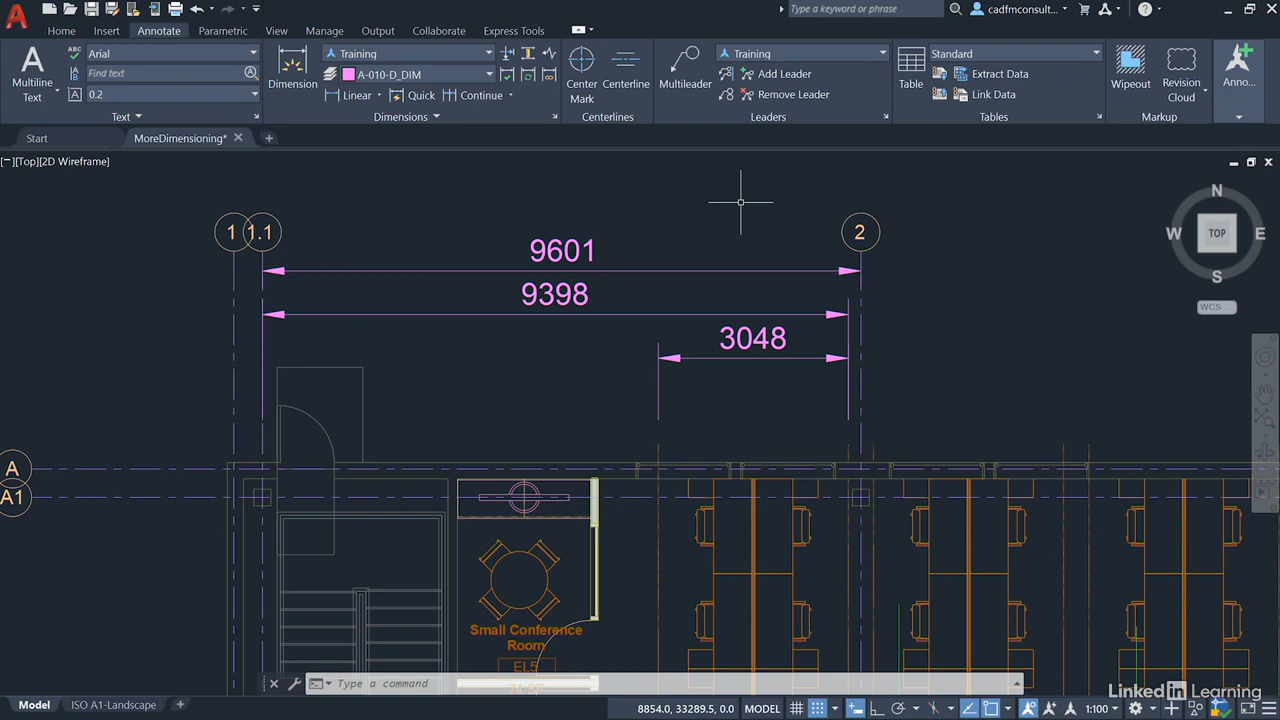 Type a keyword or phrase
cadfmconsult...
Home Insert Annotate Parametric View Manage Output Collaborate Express Tools
Multiline
Text
Arial
Find text
0.2
Text
Dimension
Training
A-010-D_DIM
Linear Quick Continue
Dimensions
Center
Mark
Centerline
Centerlines
Multileader
Training
Add Leader
Remove Leader
Leaders
Table
Standard
Extract Data
Link Data
Tables
Wipeout
Revision
Cloud
Markup
Anno...
Start MoreDimensioning*
[−][Top][2D Wireframe]
N
W TOP E
S
WCS
1 1.1 2
9601
9398
3048
A
A1
Small Conference
Room
EL5
Type a command
LinkedIn Learning
Model ISO A1-Landscape
8854.0, 33289.5, 0.0 MODEL 1:100